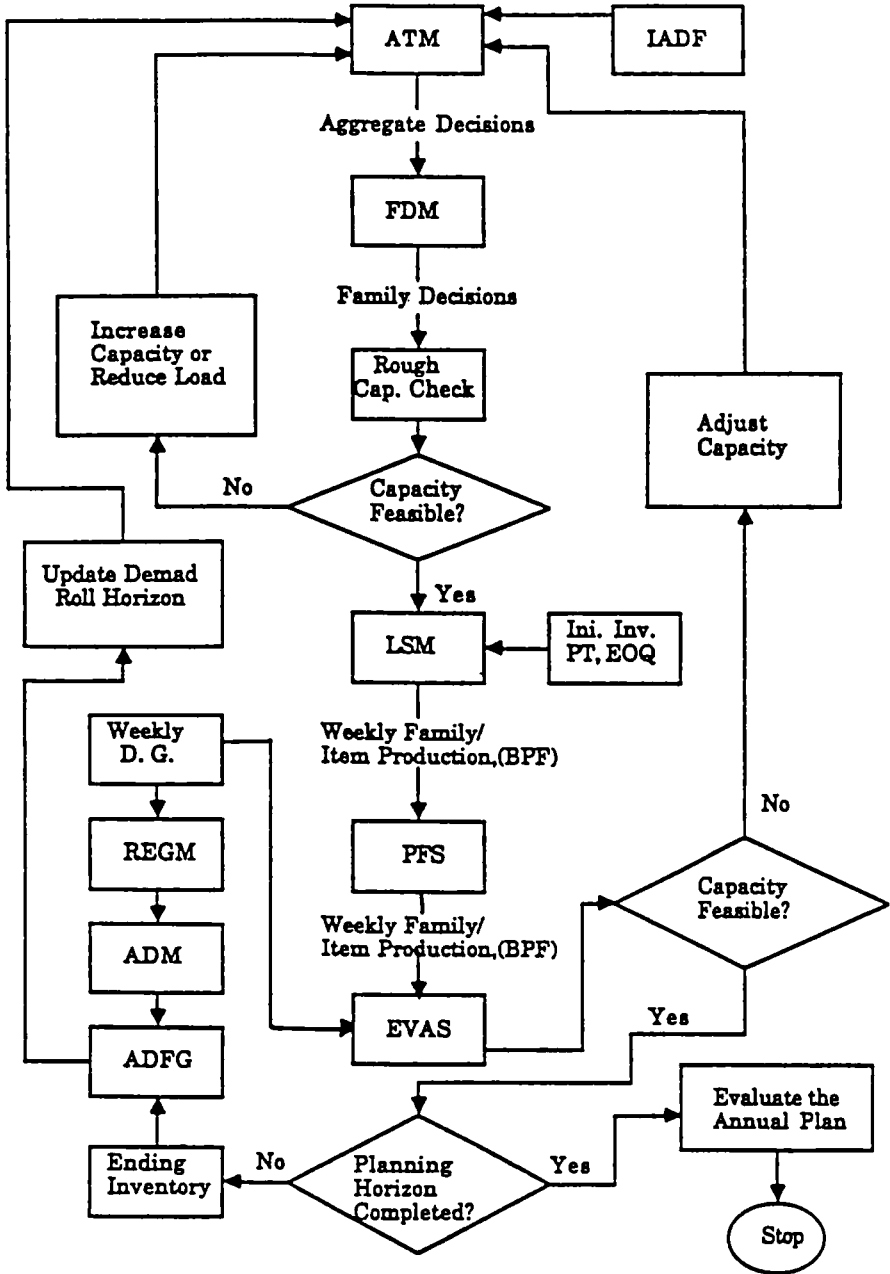 ATM
IADF
Aggregate Decisions
FDM
Family Decisions
Increase
Capacity or
Reduce Load
Rough
Cap. Check
Adjust
Capacity
No
Capacity
Feasible?
Update Demad
Roll Horizon
Yes
LSM
Ini. Inv.
PT, EOQ
Weekly
D. G.
Weekly Family/
Item Production,(BPF)
No
REGM
PFS
Capacity
Feasible?
Weekly Family/
Item Production,(BPF)
ADM
EVAS
Yes
ADFG
Evaluate the
Annual Plan
Ending
Inventory
No
Planning
Horizon
Completed?
Yes
Stop